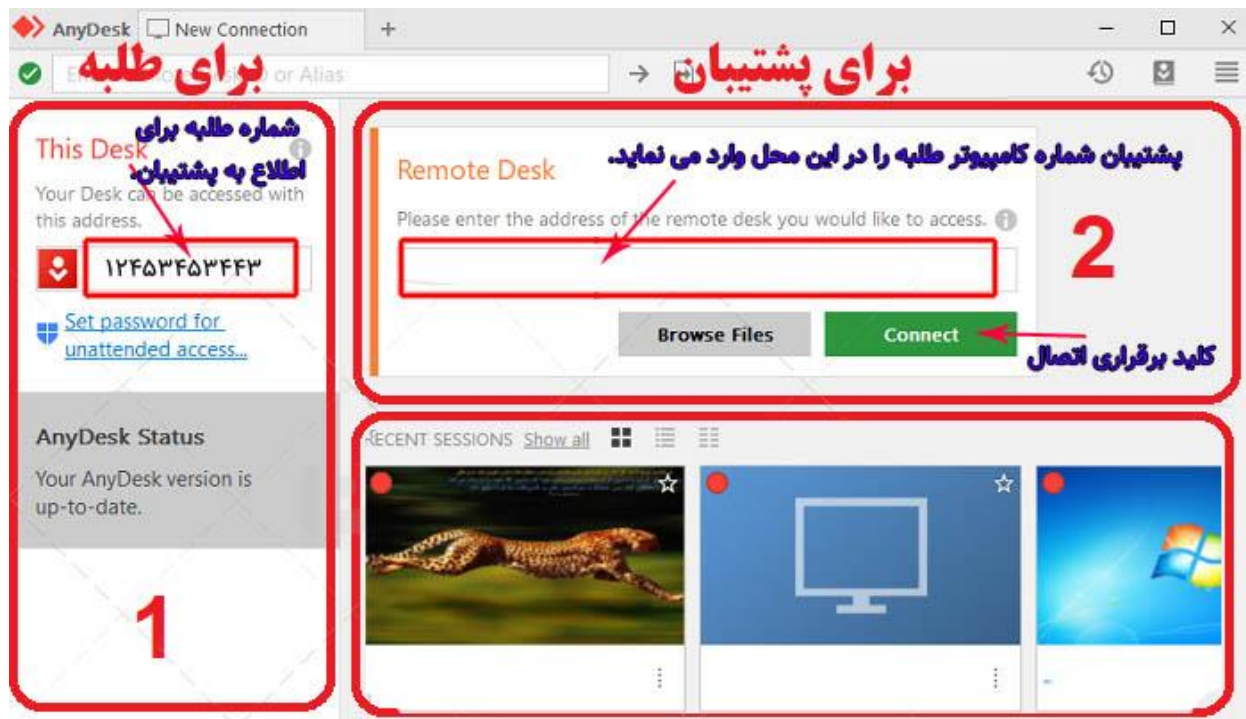 AnyDesk
New Connection
+
برای طلبه
or Alias
برای پشتیبان
This Desk
شماره طلبه برای
اطلاع به پشتیبان.
Your Desk can be accessed with
this address.
۱۲۴۵۳۴۵۳۴۴۳
Set password for
unattended access...
AnyDesk Status
Your AnyDesk version is
up-to-date.
1
Remote Desk
پشتیبان شماره کامپیوتر طلبه را در این محل وارد می نماید.
Please enter the address of the remote desk you would like to access.
2
Browse Files
Connect
کلید برقراری اتصال
RECENT SESSIONS Show all